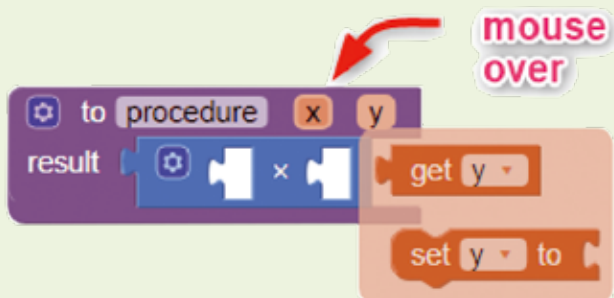 mouse
over
to procedure x y
result × get y
set y to